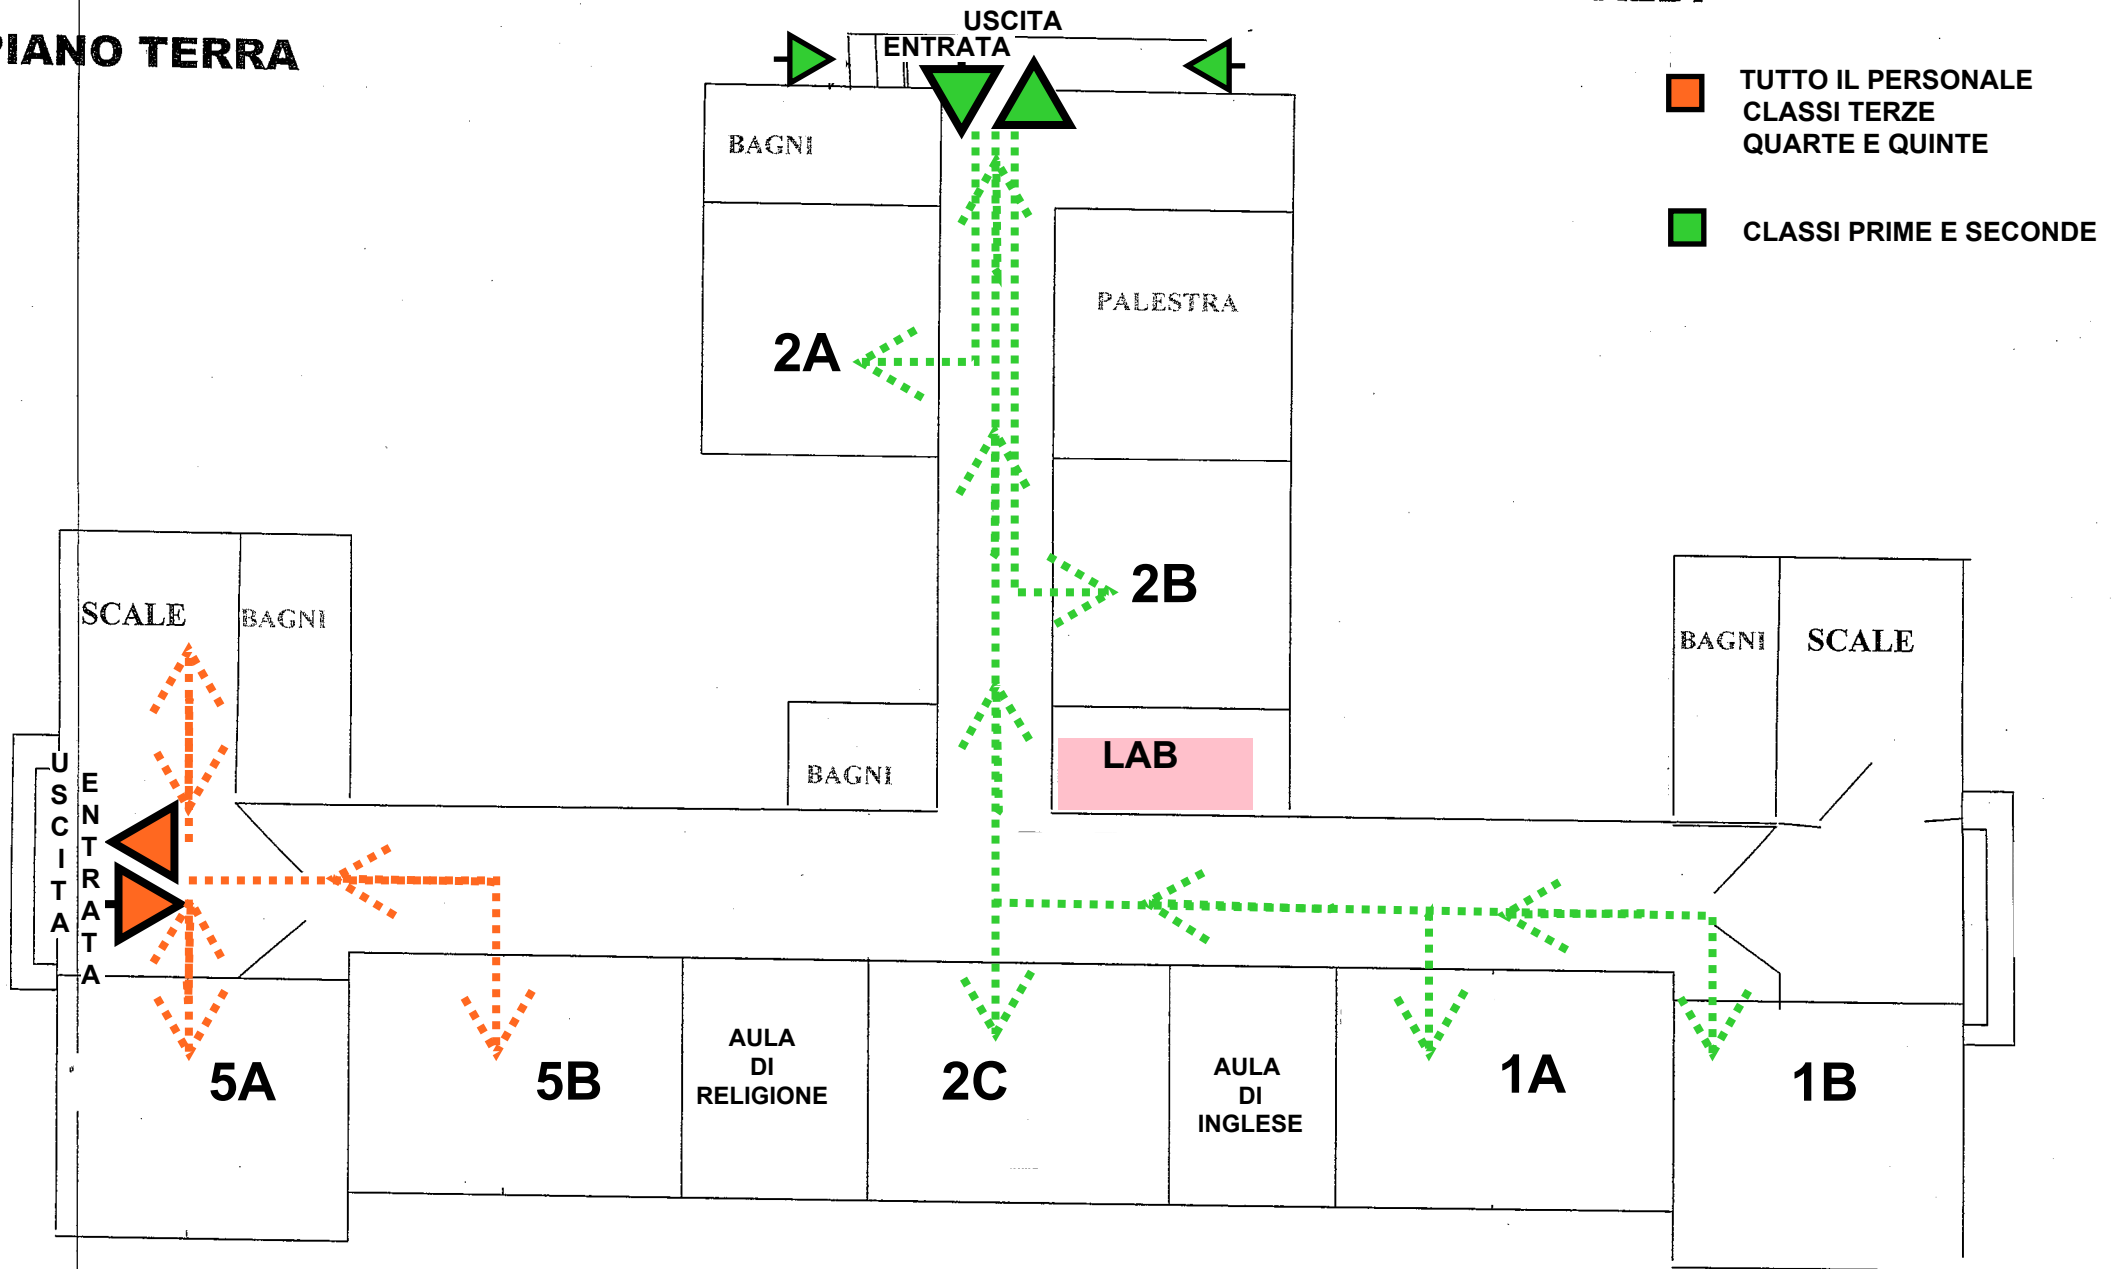 USCITA
ENTRATA
PIANO TERRA
TUTTO IL PERSONALE
CLASSI TERZE
QUARTE E QUINTE
CLASSI PRIME E SECONDE
BAGNI
PALESTRA
2A
2B
SCALE
BAGNI
BAGNI
SCALE
LAB
BAGNI
USCITA
ENTRATA
5A
5B
AULA
DI
RELIGIONE
2C
AULA
DI
INGLESE
1A
1B